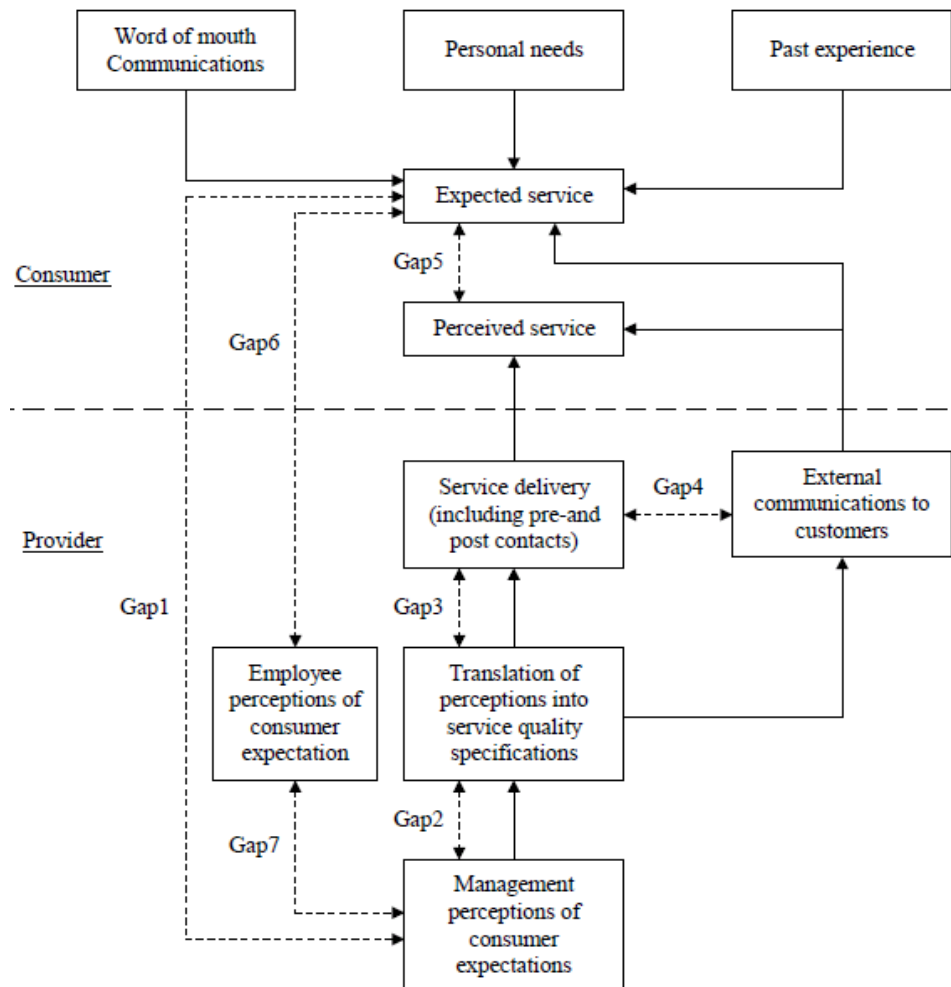 Word of mouth
Communications
Personal needs
Past experience
Expected service
Gap5
Consumer
Perceived service
Gap6
Service delivery
(including pre-and
post contacts)
Gap4
External
communications to
customers
Provider
Gap1
Gap3
Employee
perceptions of
consumer
expectation
Translation of
perceptions into
service quality
specifications
Gap2
Gap7
Management
perceptions of
consumer
expectations